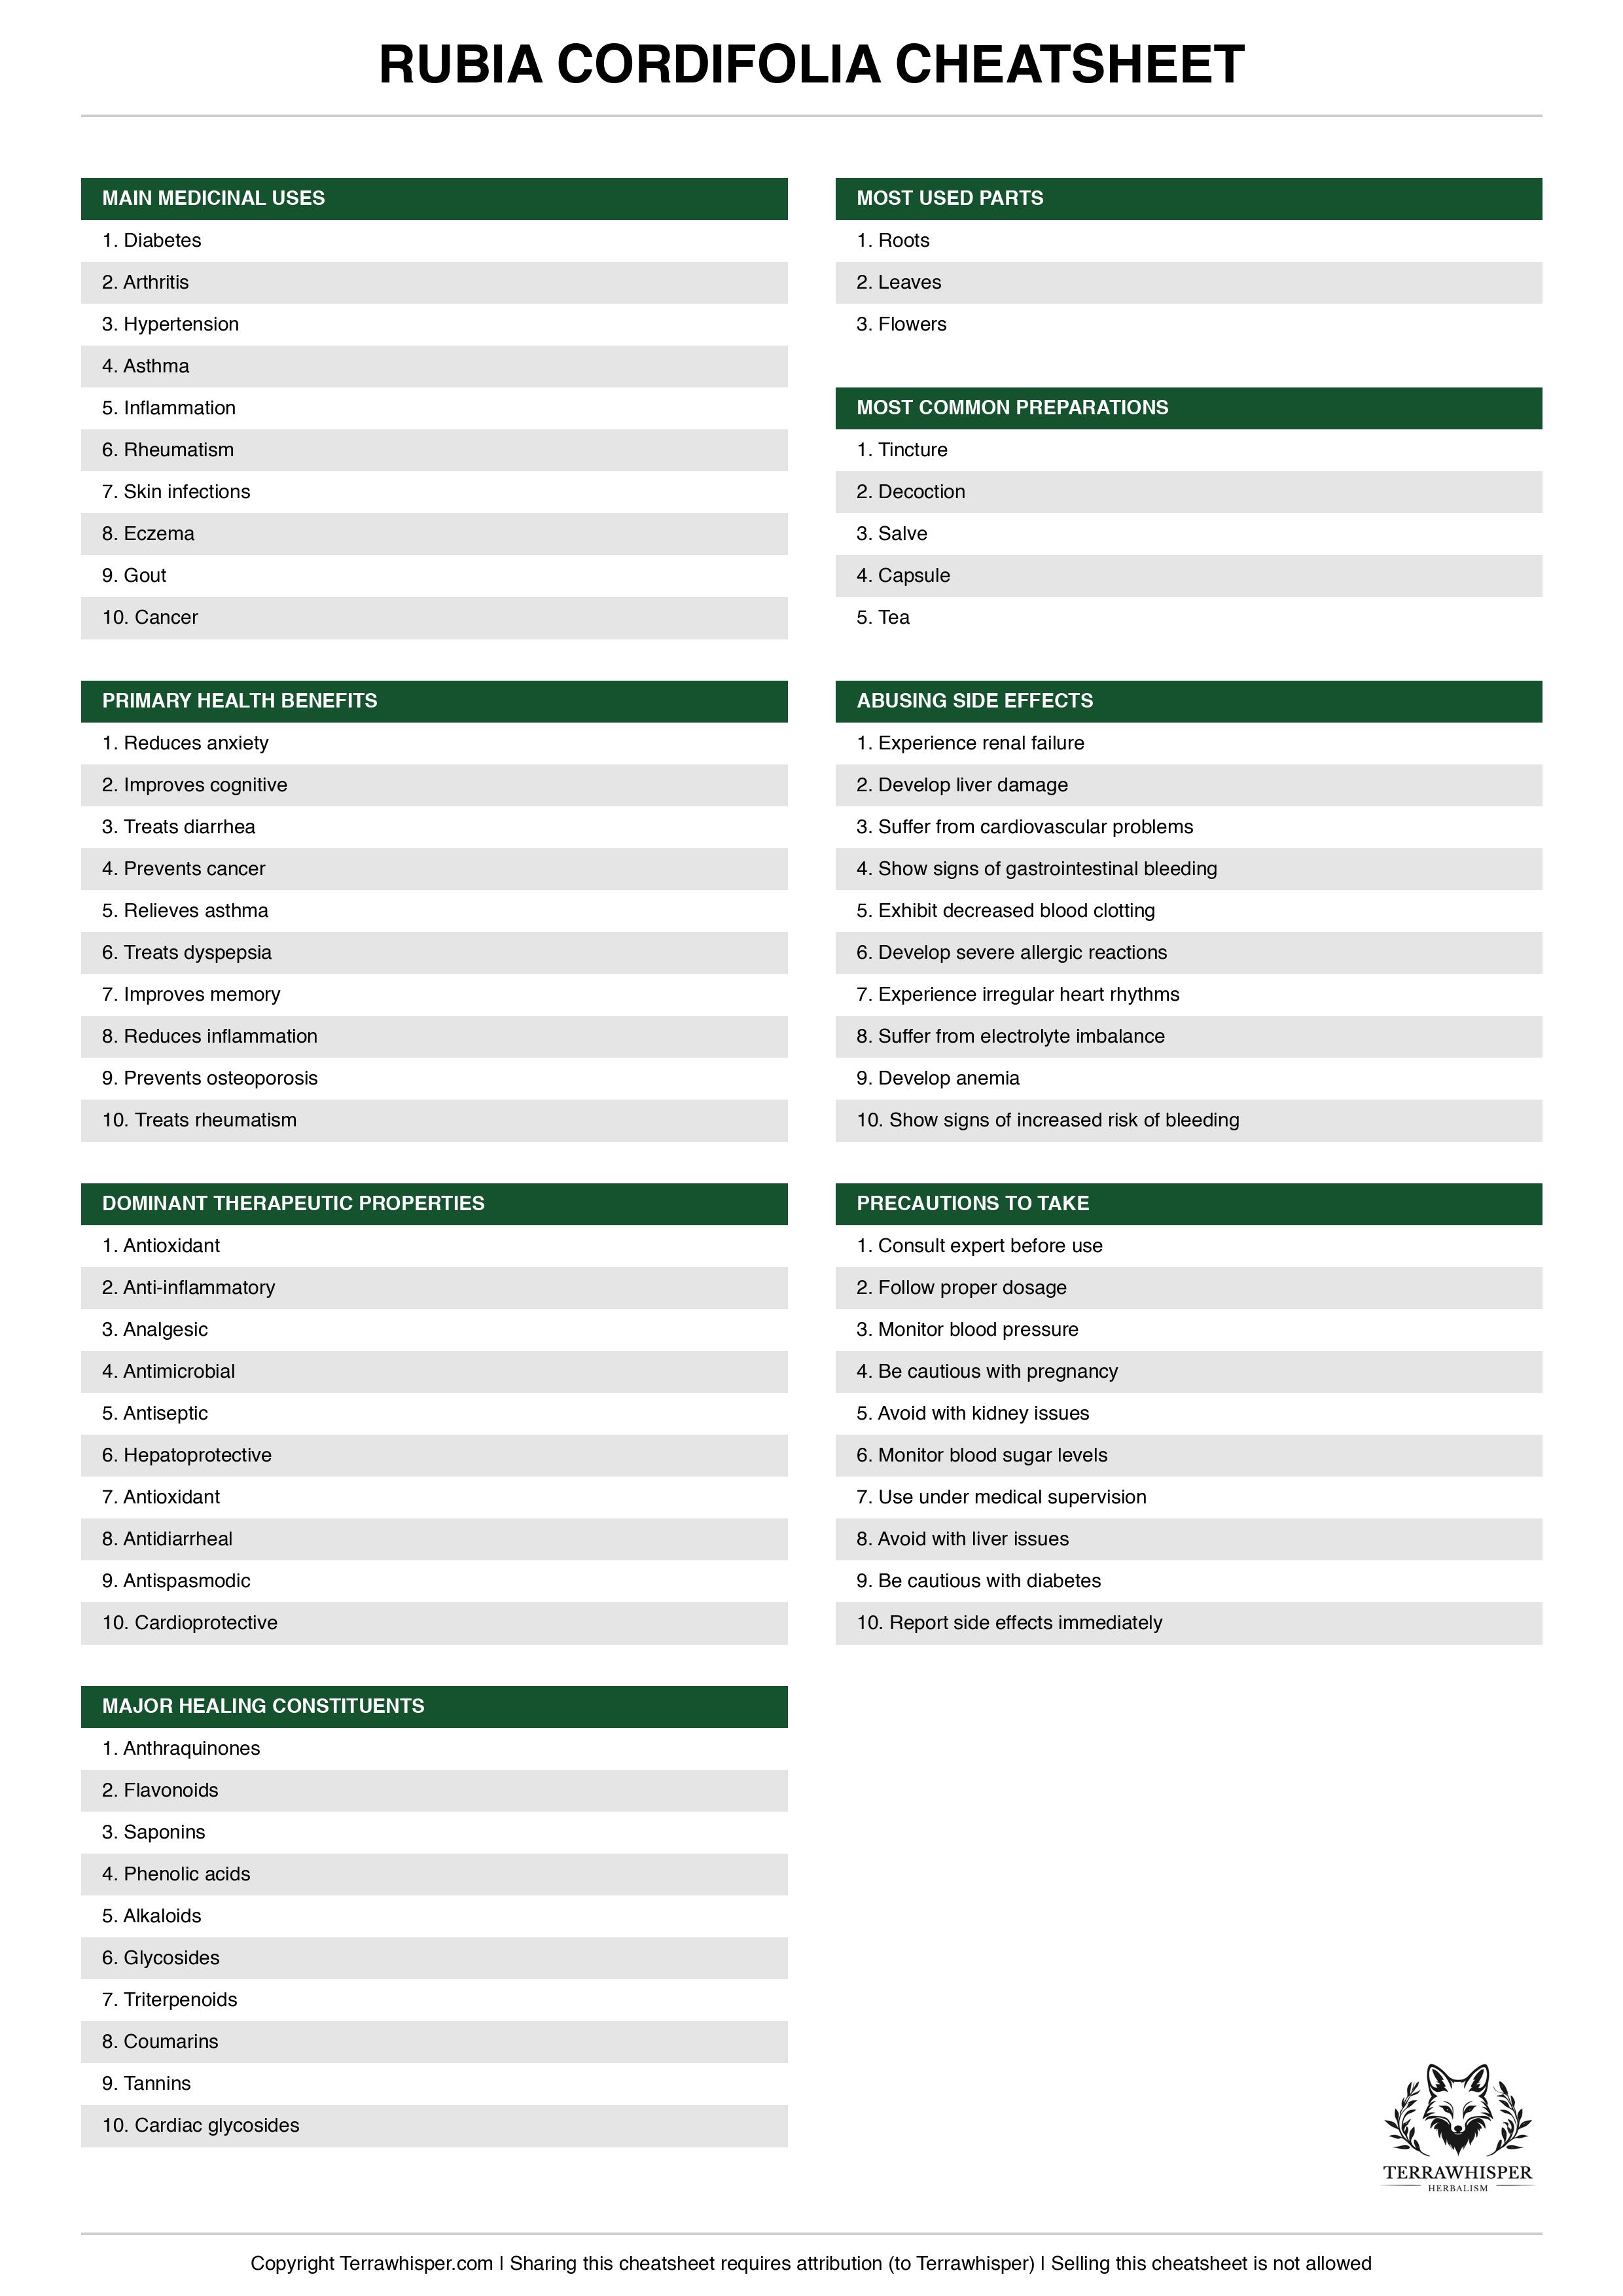 RUBIA CORDIFOLIA CHEATSHEET
MAIN MEDICINAL USES
1. Diabetes
2. Arthritis
3. Hypertension
4. Asthma
5. Inflammation
6. Rheumatism
7. Skin infections
8. Eczema
9. Gout
10. Cancer
PRIMARY HEALTH BENEFITS
1. Reduces anxiety
2. Improves cognitive
3. Treats diarrhea
4. Prevents cancer
5. Relieves asthma
6. Treats dyspepsia
7. Improves memory
8. Reduces inflammation
9. Prevents osteoporosis
10. Treats rheumatism
DOMINANT THERAPEUTIC PROPERTIES
1. Antioxidant
2. Anti-inflammatory
3. Analgesic
4. Antimicrobial
5. Antiseptic
6. Hepatoprotective
7. Antioxidant
8. Antidiarrheal
9. Antispasmodic
10. Cardioprotective
MAJOR HEALING CONSTITUENTS
1. Anthraquinones
2. Flavonoids
3. Saponins
4. Phenolic acids
5. Alkaloids
6. Glycosides
7. Triterpenoids
8. Coumarins
9. Tannins
10. Cardiac glycosides
MOST USED PARTS
1. Roots
2. Leaves
3. Flowers
MOST COMMON PREPARATIONS
1. Tincture
2. Decoction
3. Salve
4. Capsule
5. Tea
ABUSING SIDE EFFECTS
1. Experience renal failure
2. Develop liver damage
3. Suffer from cardiovascular problems
4. Show signs of gastrointestinal bleeding
5. Exhibit decreased blood clotting
6. Develop severe allergic reactions
7. Experience irregular heart rhythms
8. Suffer from electrolyte imbalance
9. Develop anemia
10. Show signs of increased risk of bleeding
PRECAUTIONS TO TAKE
1. Consult expert before use
2. Follow proper dosage
3. Monitor blood pressure
4. Be cautious with pregnancy
5. Avoid with kidney issues
6. Monitor blood sugar levels
7. Use under medical supervision
8. Avoid with liver issues
9. Be cautious with diabetes
10. Report side effects immediately
TERRAWHISPER
HERBALISM
Copyright Terrawhisper.com | Sharing this cheatsheet requires attribution (to Terrawhisper) | Selling this cheatsheet is not allowed